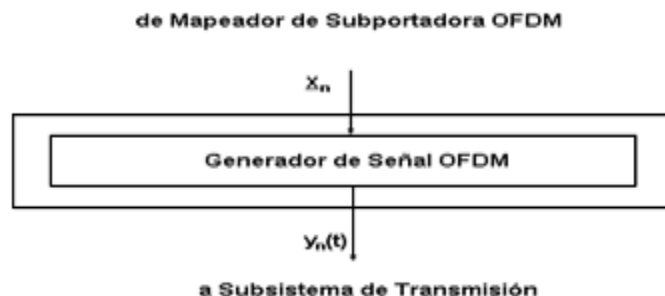 de Mapeador de Subportadora OFDM
Xn
Generador de Señal OFDM
yn(t)
a Subsistema de Transmisión